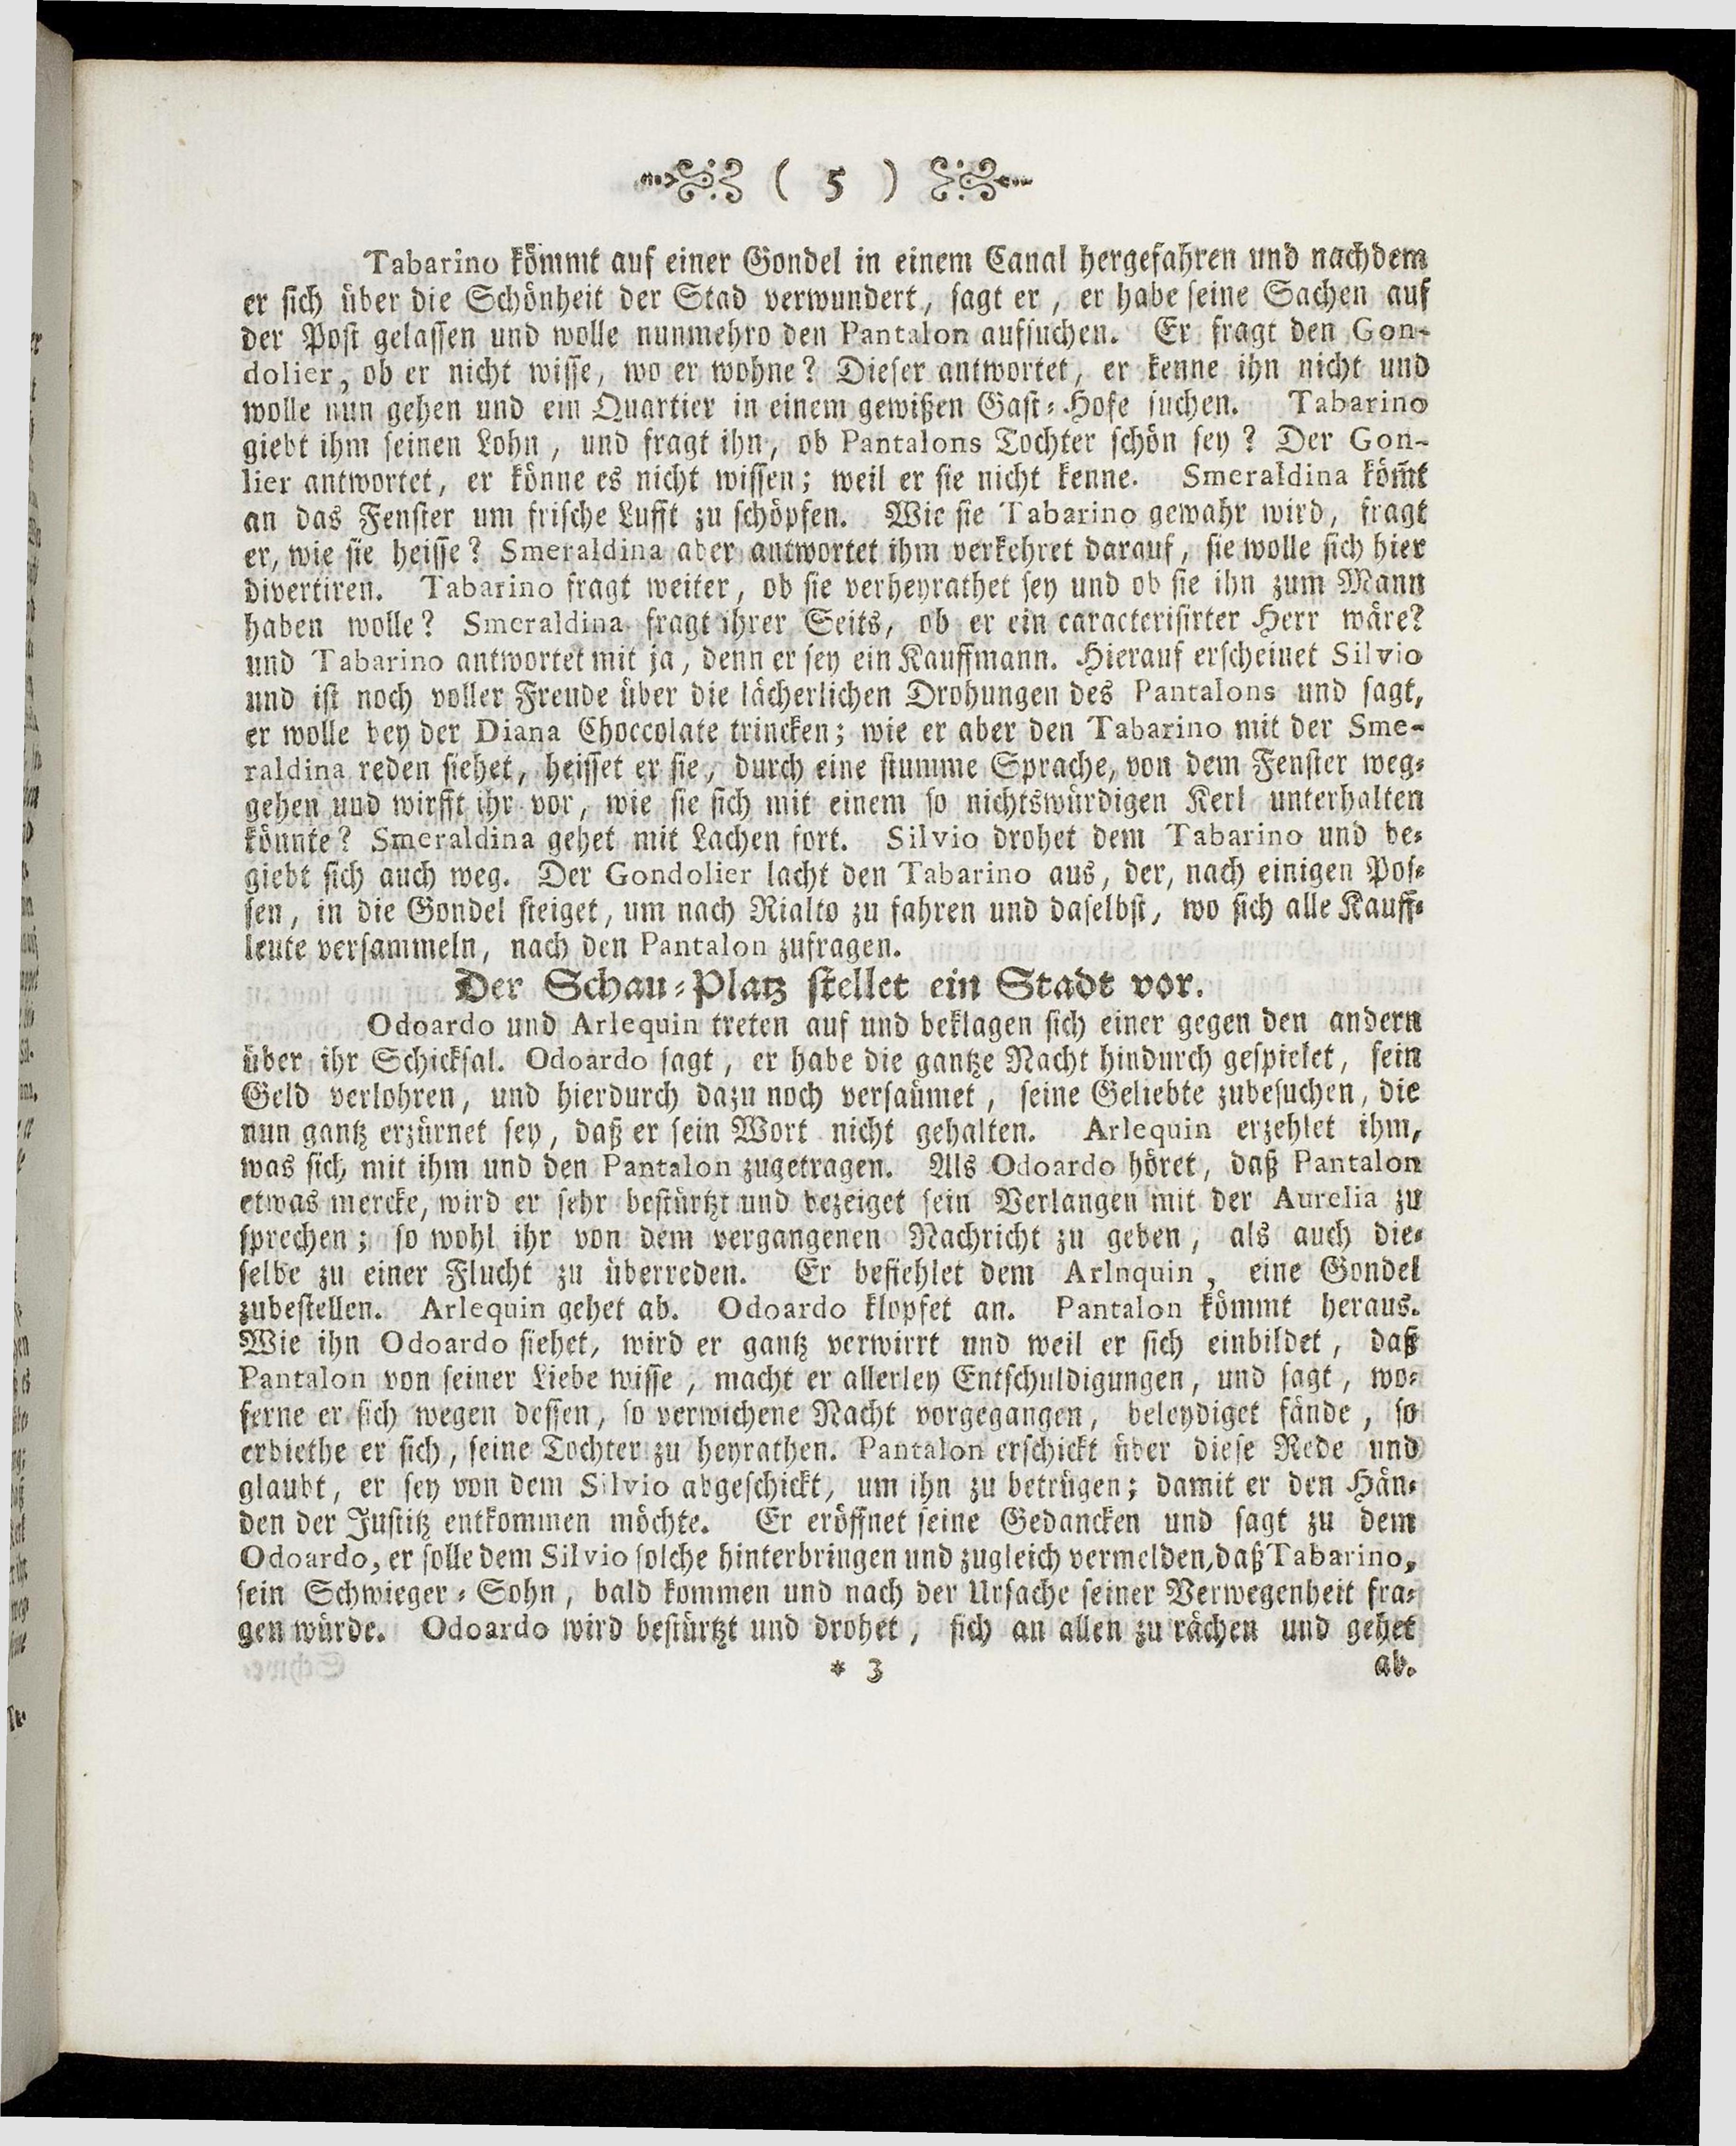 ( 5 )
Tabarino kömmt auf einer Gondel in einem Canal hergefahren und nachdem
er sich über die Schönheit der Stad verwundert, sagt er, er habe seine Sachen auf
der Post gelassen und wolle nunmehro den Pantalon aufsuchen. Er fragt den Gon-
dolier, ob er nicht wisse, wo er wohne? Dieser antwortet, er kenne ihn nicht und
wolle nun gehen und ein Quartier in einem gewißen Gast-Hofe suchen. Tabarino
giebt ihm seinen Lohn, und fragt ihn, ob Pantalons Tochter schön sey? Der Gon-
lier antwortet, er könne es nicht wissen; weil er sie nicht kenne. Smeraldina köm̃t
an das Fenster um frische Lufft zu schöpfen. Wie sie Tabarino gewahr wird, fragt
er, wie sie heisse? Smeraldina aber antwortet ihm verkehret darauf, sie wolle sich hier
divertiren. Tabarino fragt weiter, ob sie verheyrathet sey und ob sie ihn zum Mann
haben wolle? Smeraldina fragt ihrer Seits, ob er ein caracterisirter Herr wäre?
und Tabarino antwortet mit ja, denn er sey ein Kauffmann. Hierauf erscheinet Silvio
und ist noch voller Freude über die lächerlichen Drohungen des Pantalons und sagt,
er wolle bey der Diana Choccolate trincken; wie er aber den Tabarino mit der Sme-
raldina reden siehet, heisset er sie, durch eine stumme Sprache, von dem Fenster weg-
gehen und wirfft ihr vor, wie sie sich mit einem so nichtswürdigen Kerl unterhalten
könnte? Smeraldina gehet mit Lachen fort. Silvio drohet dem Tabarino und be-
giebt sich auch weg. Der Gondolier lacht den Tabarino aus, der, nach einigen Pos-
sen, in die Gondel steiget, um nach Rialto zu fahren und daselbst, wo sich alle Kauff-
leute versammeln, nach den Pantalon zufragen.
Der Schau-Platz stellet ein Stadt vor.
Odoardo und Arlequin treten auf und beklagen sich einer gegen den andern
über ihr Schicksal. Odoardo sagt, er habe die gantze Nacht hindurch gespielet, sein
Geld verlohren, und hierdurch dazu noch versaümet, seine Geliebte zubesuchen, die
nun gantz erzürnet sey, daß er sein Wort nicht gehalten. Arlequin erzehlet ihm,
was sich mit ihm und den Pantalon zugetragen. Als Odoardo höret, daß Pantalon
etwas mercke, wird er sehr bestürtzt und bezeiget sein Verlangen mit der Aurelia zu
sprechen; so wohl ihr von dem vergangenen Nachricht zu geben, als auch die-
selbe zu einer Flucht zu überreden. Er befiehlet dem Arlnquin, eine Gondel
zubestellen. Arlequin gehet ab. Odoardo klopfet an. Pantalon kömmt heraus.
Wie ihn Odoardo siehet, wird er gantz verwirrt und weil er sich einbildet, daß
Pantalon von seiner Liebe wisse, macht er allerley Entschuldigungen, und sagt, wo-
ferne er sich wegen dessen, so verwichene Nacht vorgegangen, beleydiget fände, so
erbiethe er sich, seine Tochter zu heyrathen. Pantalon erschickt über diese Rede und
glaubt, er sey von dem Silvio abgeschickt, um ihn zu betrügen; damit er den Hän-
den der Justitz entkommen möchte. Er eröffnet seine Gedancken und sagt zu dem
Odoardo, er solle dem Silvio solche hinterbringen und zugleich vermelden, daß Tabarino,
sein Schwieger-Sohn, bald kommen und nach der Ursache seiner Verwegenheit fra-
gen würde. Odoardo wird bestürtzt und drohet, sich an allen zu rächen und gehet
* 3 ab.